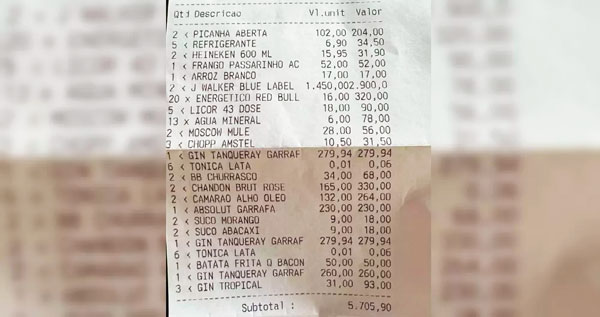 Qtd Descricao Vl.unit Valor
2 x PICANHA ABERTA 102,00 204,00
5 x REFRIGERANTE 6,90 34,50
2 x HEINEKEN 600 ML 15,95 31,90
1 x FRANGO PASSARINHO AC 52,00 52,00
1 x ARROZ BRANCO 17,00 17,00
2 x J WALKER BLUE LABEL 1.450,002.900,0
20 x ENERGETICO RED BULL 16,00 320,00
5 x LICOR 43 DOSE 18,00 90,00
13 x AGUA MINERAL 6,00 78,00
2 x MOSCOW MULE 28,00 56,00
3 x CHOPP AMSTEL 10,50 31,50
1 x GIN TANQUERAY GARRAF 279,94 279,94
6 x TONICA LATA 0,01 0,06
2 x BB CHURRASCO 34,00 68,00
2 x CHANDON BRUT ROSE 165,00 330,00
2 x CAMARAO ALHO OLEO 132,00 264,00
1 x ABSOLUT GARRAFA 230,00 230,00
2 x SUCO MORANGO 9,00 18,00
2 x SUCO ABACAXI 9,00 18,00
1 x GIN TANQUERAY GARRAF 279,94 279,94
6 x TONICA LATA 0,01 0,06
1 x BATATA FRITA Q BACON 50,00 50,00
1 x GIN TANQUERAY GARRAF 260,00 260,00
3 x GIN TROPICAL 31,00 93,00
Subtotal : 5.705,90